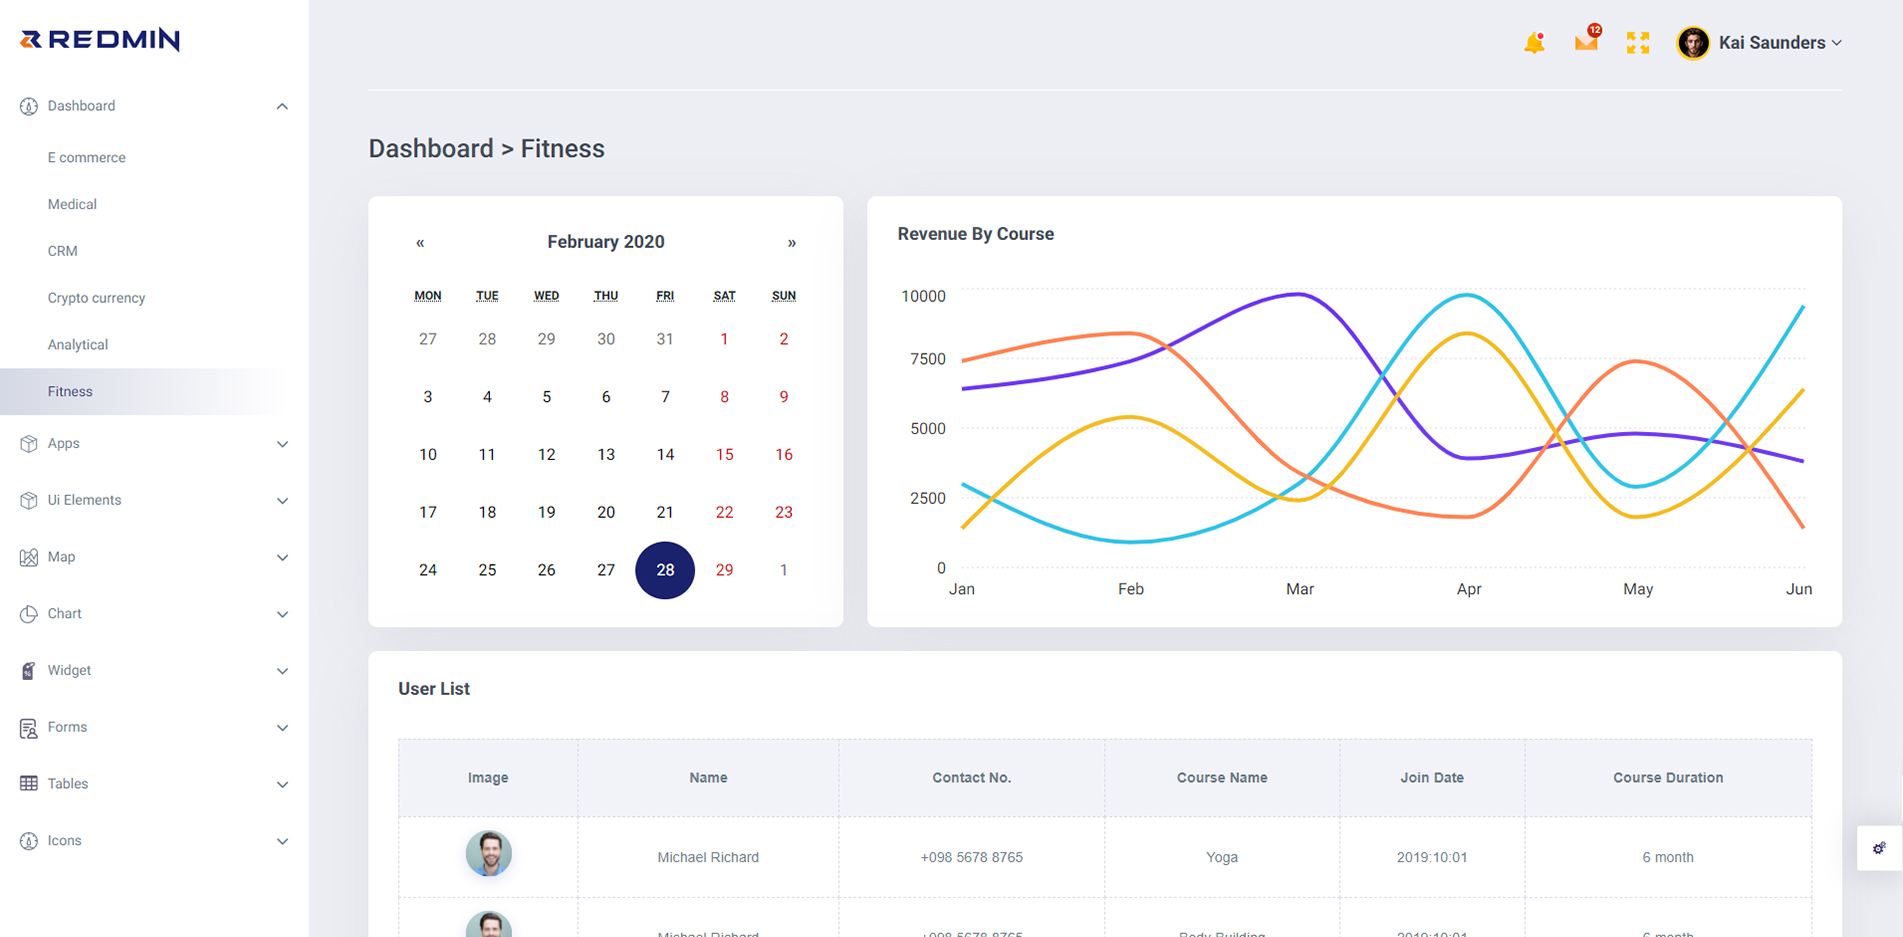 REDMIN
Dashboard
E commerce
Medical
CRM
Crypto currency
Analytical
Fitness
Apps
Ui Elements
Map
Chart
Widget
Forms
Tables
Icons
12
Kai Saunders
Dashboard > Fitness
« February 2020 »
MON TUE WED THU FRI SAT SUN
27 28 29 30 31 1 2
3 4 5 6 7 8 9
10 11 12 13 14 15 16
17 18 19 20 21 22 23
24 25 26 27 28 29 1
Revenue By Course
10000
7500
5000
2500
0
Jan Feb Mar Apr May Jun
User List
Image Name Contact No. Course Name Join Date Course Duration
Michael Richard +098 5678 8765 Yoga 2019:10:01 6 month
Michael Richard +098 5678 8765 Body Building 2019:10:01 6 month